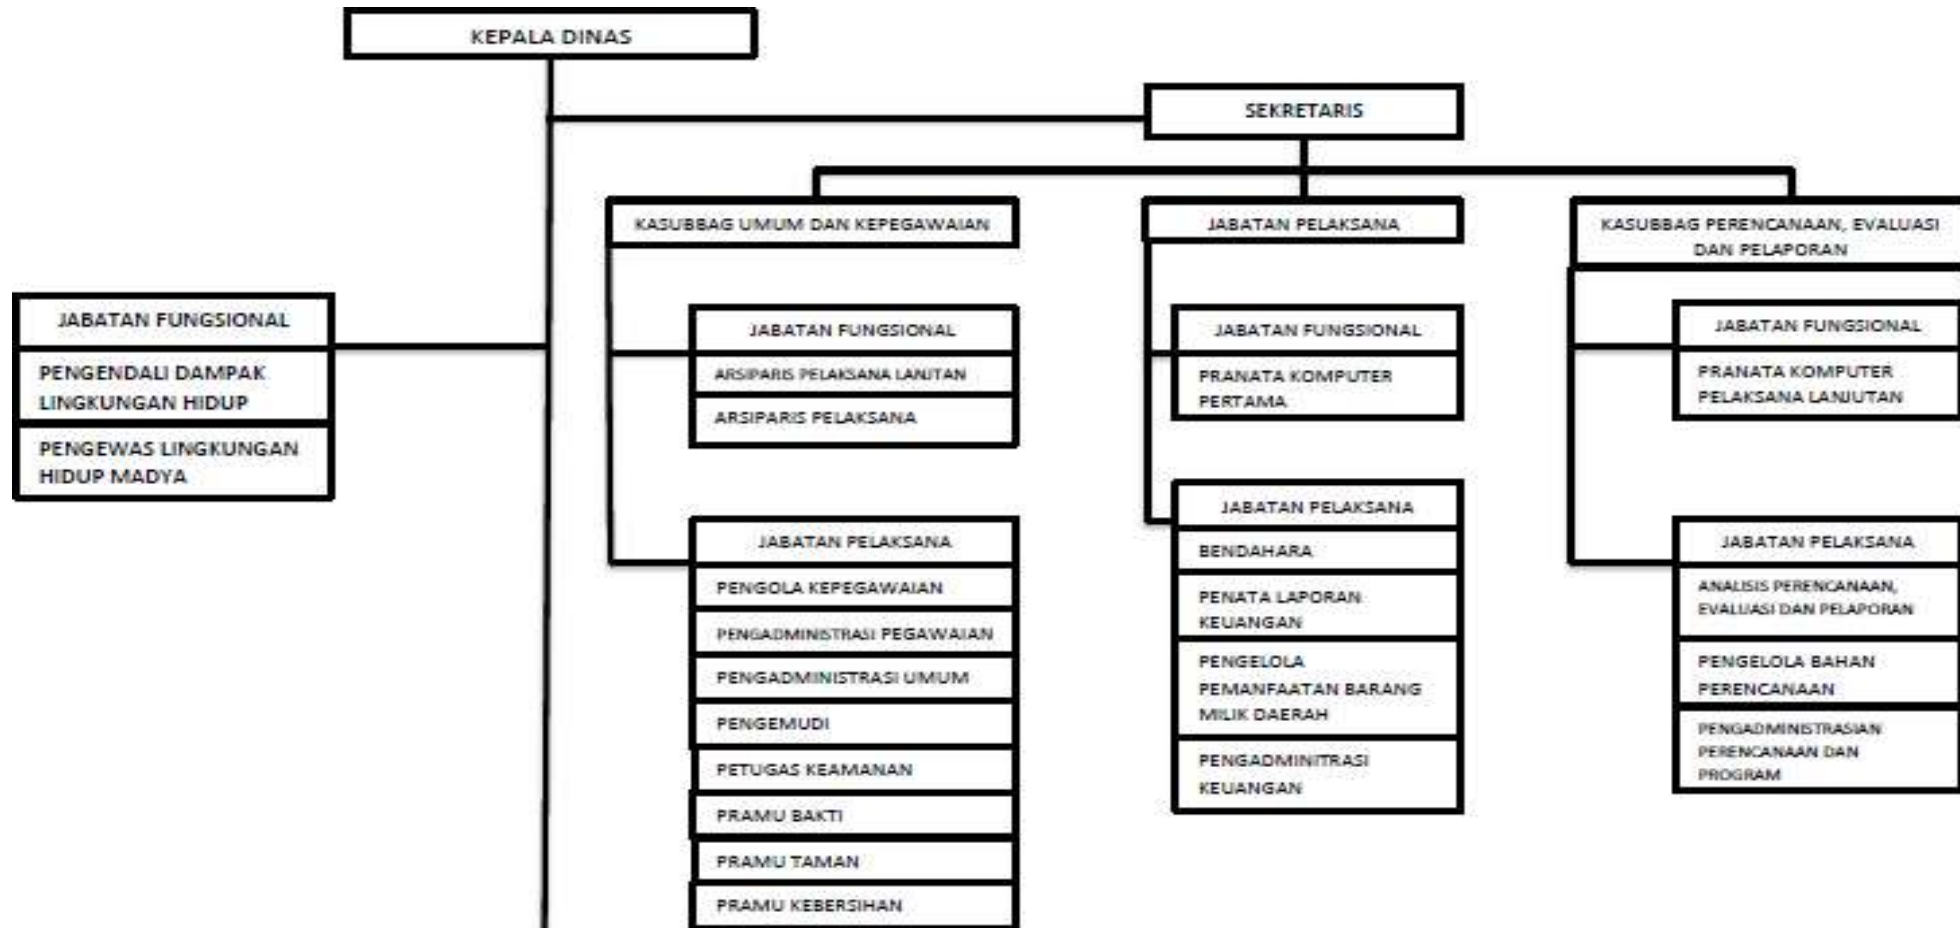 KEPALA DINAS
SEKRETARIS
KASUBBAG UMUM DAN KEPEGAWAIAN
JABATAN PELAKSANA
KASUBBAG PERENCANAAN, EVALUASI
DAN PELAPORAN
JABATAN FUNGSIONAL
PENGENDALI DAMPAK
LINGKUNGAN HIDUP
PENGEWAS LINGKUNGAN
HIDUP MADYA
JABATAN FUNGSIONAL
ARSIPARIS PELAKSANA LANJTAN
ARSIPARIS PELAKSANA
JABATAN PELAKSANA
PENGOLA KEPEGAWAIAN
PENGADMINISTRASI PEGAWAIAN
PENGADMINISTRASI UMUM
PENGEMUDI
PETUGAS KEAMANAN
PRAMU BAKTI
PRAMU TAMAN
PRAMU KEBERSIHAN
JABATAN FUNGSIONAL
PRANATA KOMPUTER
PERTAMA
JABATAN PELAKSANA
BENDAHARA
PENATA LAPORAN
KEUANGAN
PENGELOLA
PEMANFAATAN BARANG
MILIK DAERAH
PENGADMINITRASI
KEUANGAN
JABATAN FUNGSIONAL
PRANATA KOMPUTER
PELAKSANA LANJUTAN
JABATAN PELAKSANA
ANALISIS PERENCANAAN,
EVALUASI DAN PELAPORAN
PENGELOLA BAHAN
PERENCANAAN
PENGADMINISTRASIAN
PERENCANAAN DAN
PROGRAM